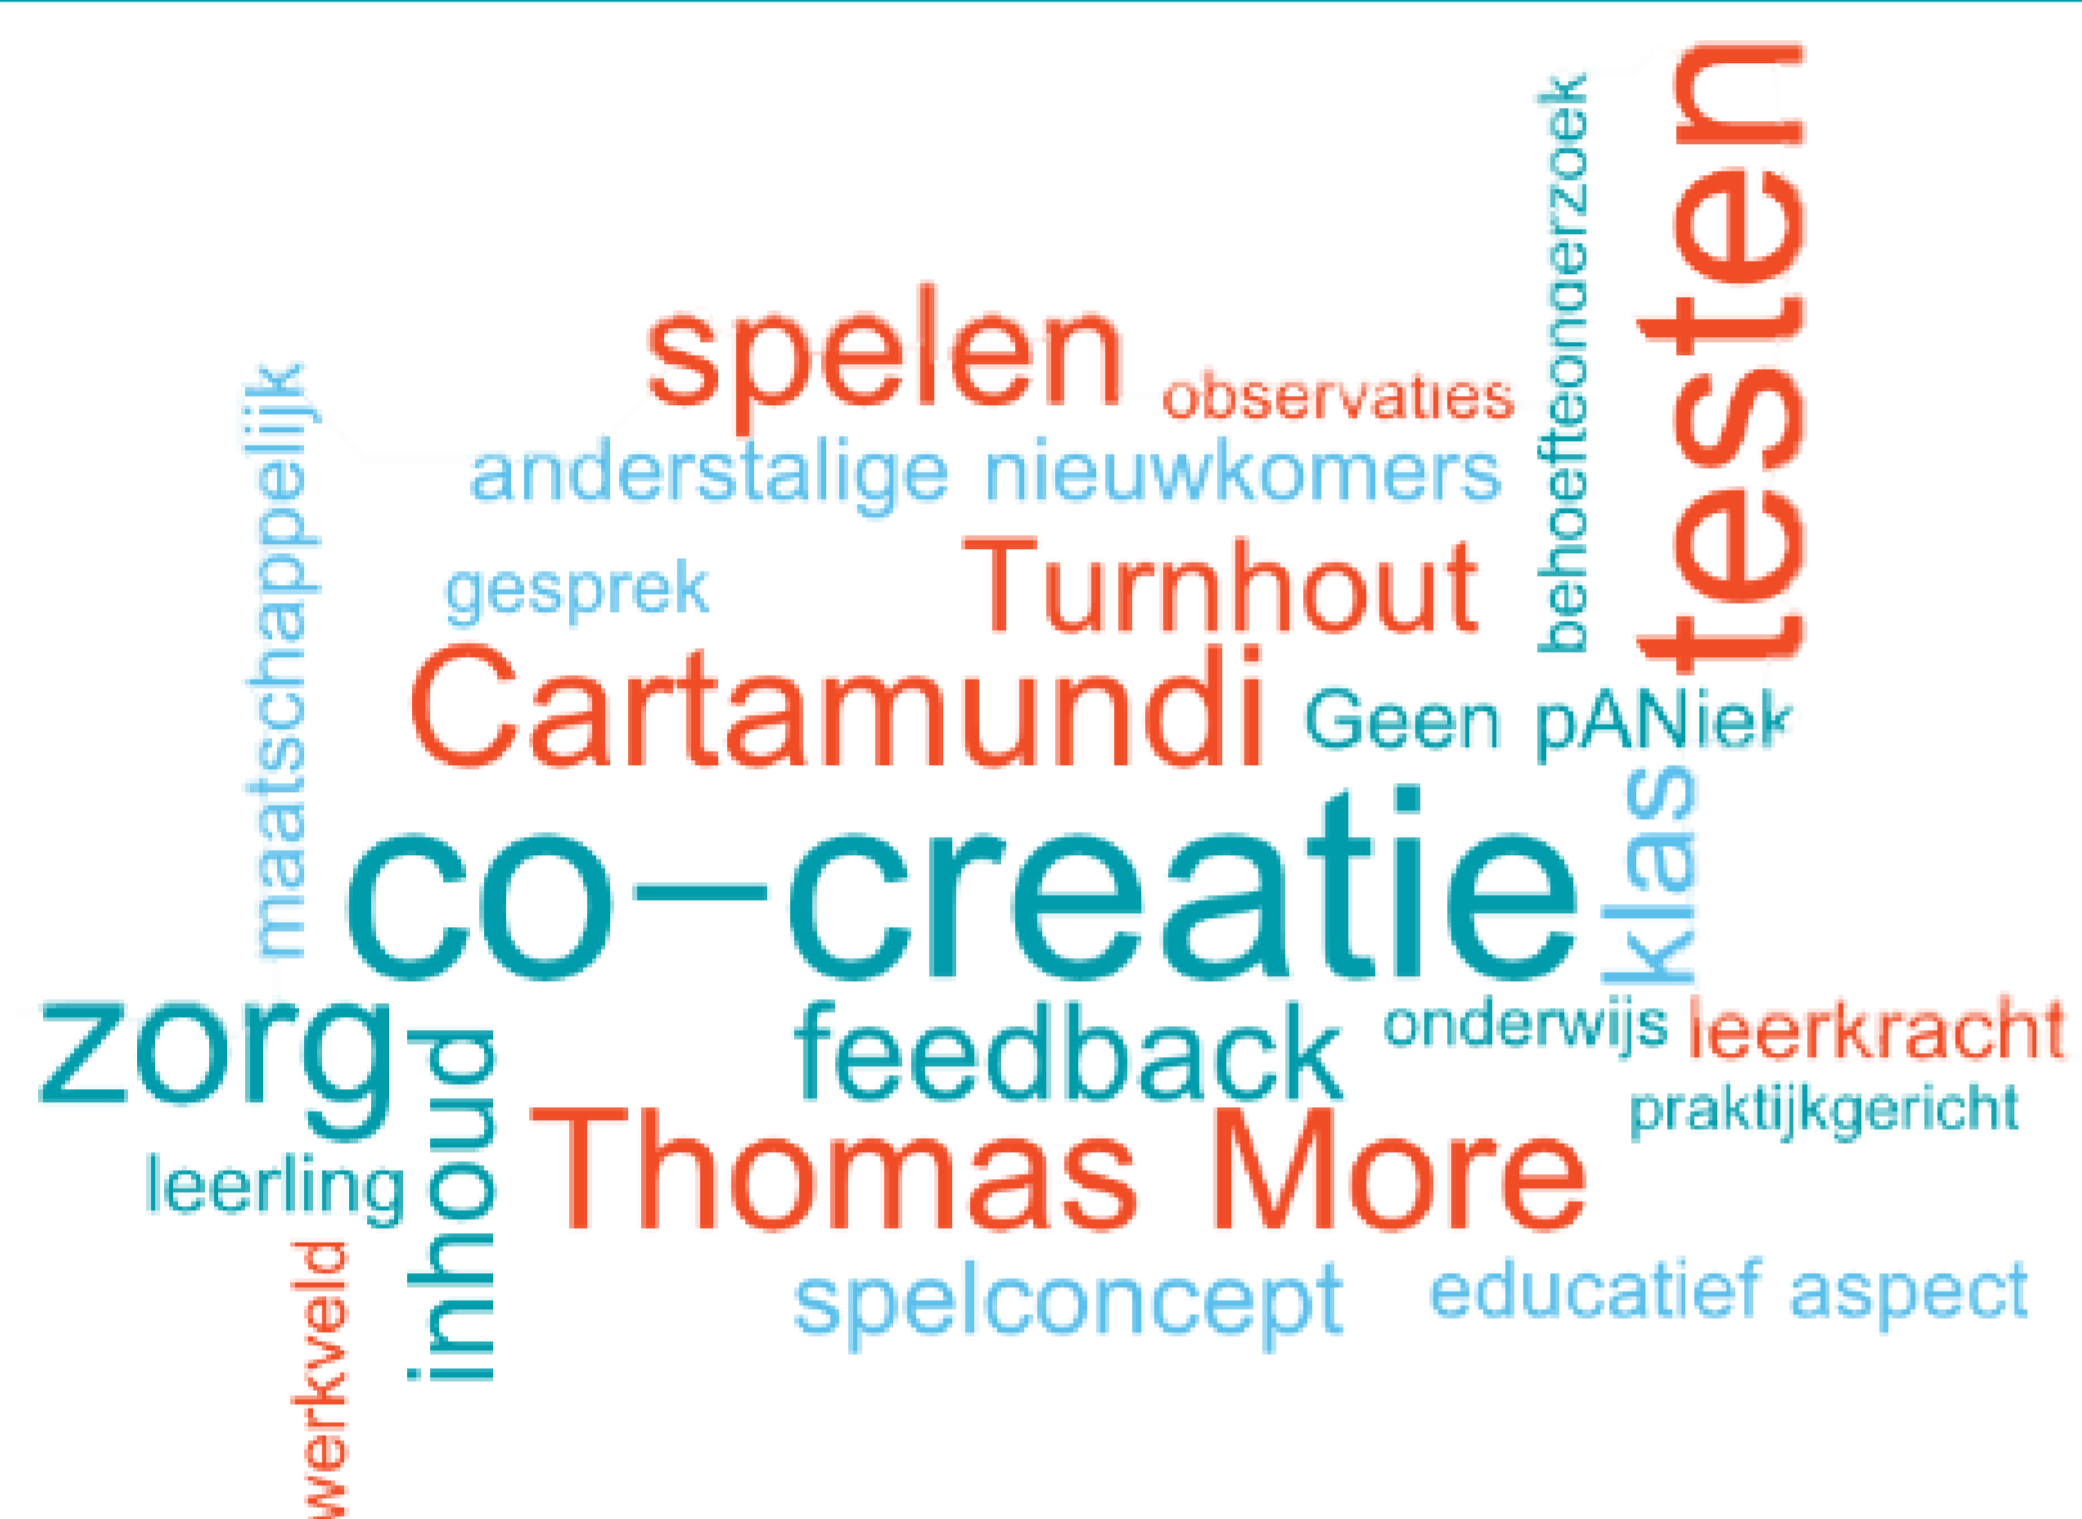 testen
behoefteonderzoek
spelen
observaties
maatschappelijk
anderstalige nieuwkomers
gesprek
Turnhout
Cartamundi
Geen pANiek
klas
co-creatie
zorg
feedback
onderwijs
leerkracht
inhoud
praktijkgericht
Thomas More
leerling
werkveld
spelconcept
educatief aspect